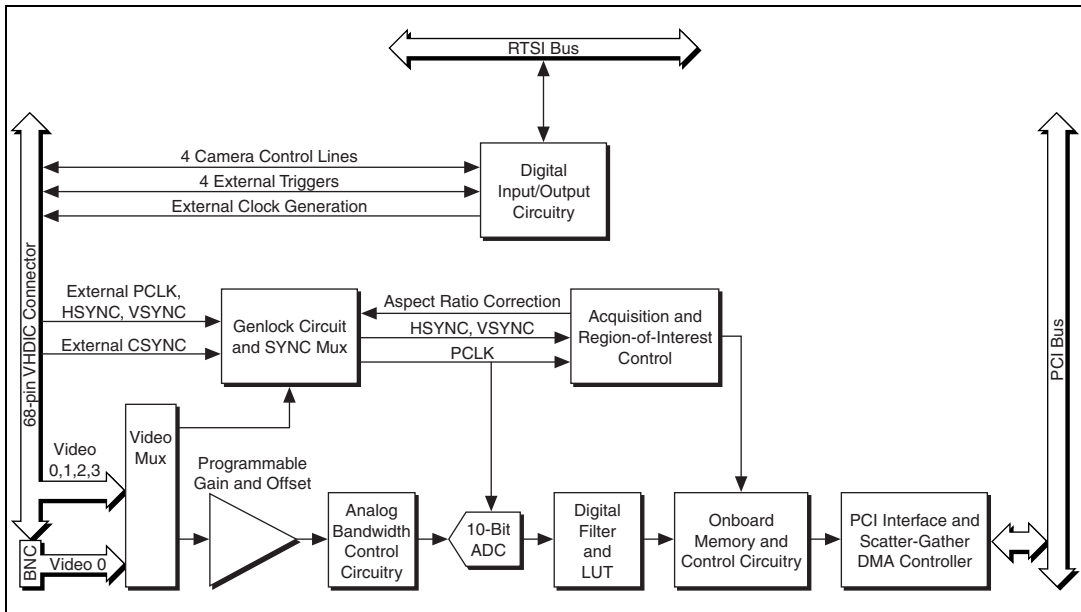 RTSI Bus
4 Camera Control Lines
4 External Triggers
External Clock Generation
Digital
Input/Output
Circuitry
68-pin VHDIC Connector
External PCLK,
HSYNC, VSYNC
External CSYNC
Genlock Circuit
and SYNC Mux
Aspect Ratio Correction
HSYNC, VSYNC
PCLK
Acquisition and
Region-of-Interest
Control
PCI Bus
Video
0,1,2,3
Video
Mux
Programmable
Gain and Offset
Analog
Bandwidth
Control
Circuitry
10-Bit
ADC
Digital
Filter
and
LUT
Onboard
Memory and
Control Circuitry
PCI Interface and
Scatter-Gather
DMA Controller
BNC
Video 0